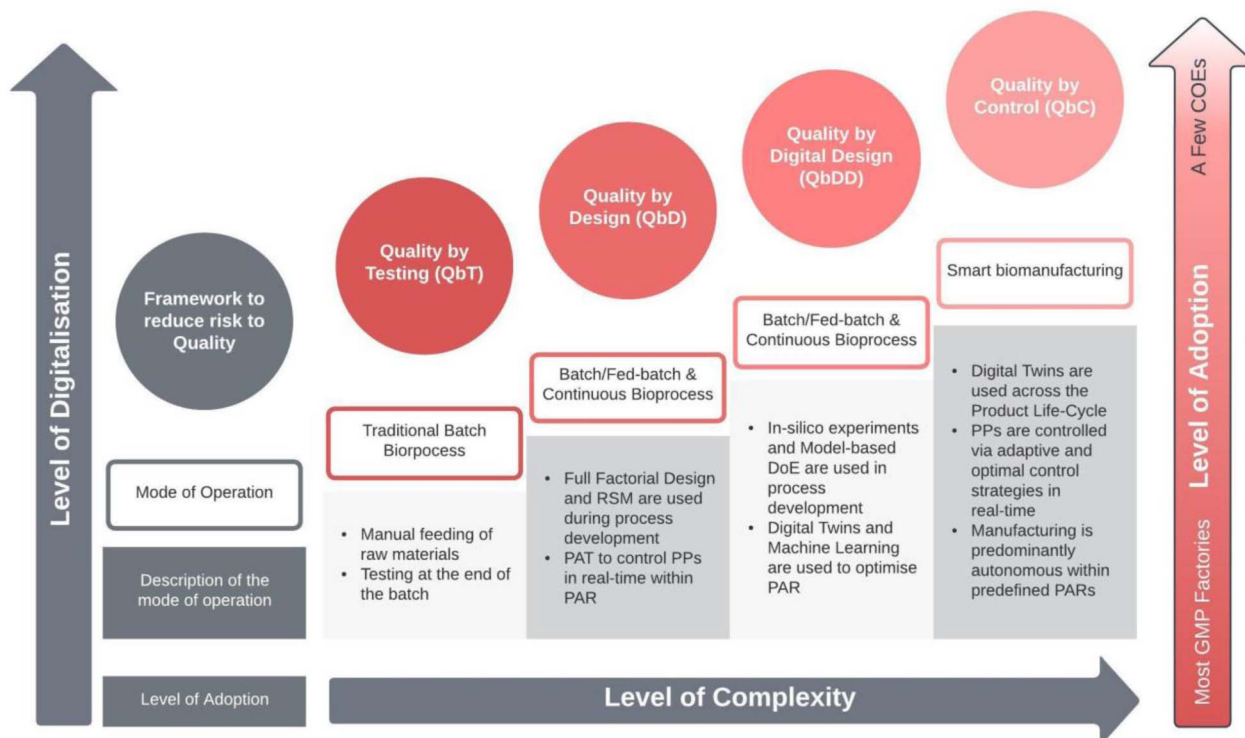 Level of Digitalisation
Framework to
reduce risk to
Quality
Mode of Operation
Description of the
mode of operation
Level of Adoption
Quality by
Testing (QbT)
Traditional Batch
Biorpocess
• Manual feeding of
raw materials
• Testing at the end of
the batch
Quality by
Design (QbD)
Batch/Fed-batch &
Continuous Bioprocess
• Full Factorial Design
and RSM are used
during process
development
• PAT to control PPs
in real-time within
PAR
Quality by
Digital Design
(QbDD)
Batch/Fed-batch &
Continuous Bioprocess
• In-silico experiments
and Model-based
DoE are used in
process
development
• Digital Twins and
Machine Learning
are used to optimise
PAR
Quality by
Control (QbC)
Smart biomanufacturing
• Digital Twins are
used across the
Product Life-Cycle
• PPs are controlled
via adaptive and
optimal control
strategies in
real-time
• Manufacturing is
predominantly
autonomous within
predefined PARs
Level of Complexity
A Few COEs
Level of Adoption
Most GMP Factories